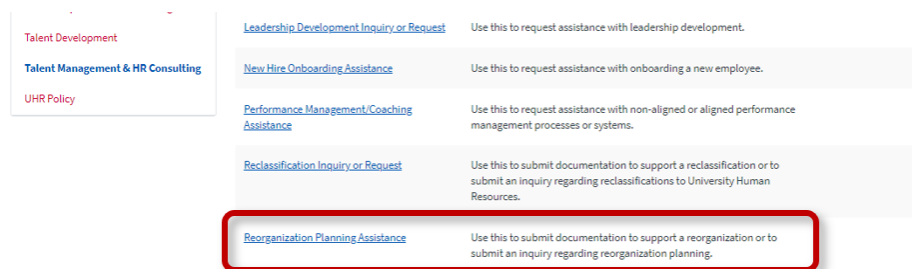 Leadership Development Inquiry or Request Use this to request assistance with leadership development.
Talent Development
Talent Management & HR Consulting
New Hire Onboarding Assistance Use this to request assistance with onboarding a new employee.
UHR Policy
Performance Management/Coaching Use this to request assistance with non-aligned or aligned performance
Assistance management processes or systems.
Reclassification Inquiry or Request Use this to submit documentation to support a reclassification or to
submit an inquiry regarding reclassifications to University Human
Resources.
Reorganization Planning Assistance Use this to submit documentation to support a reorganization or to
submit an inquiry regarding reorganization planning.